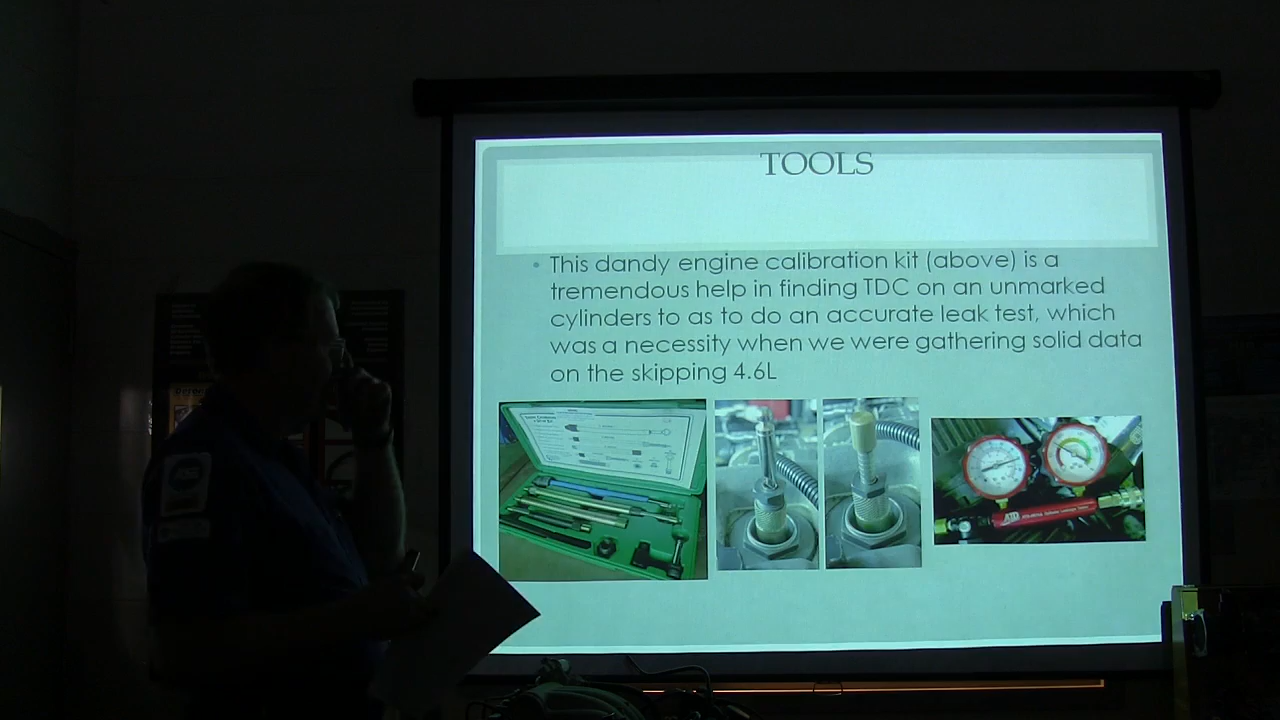 TOOLS
• This dandy engine calibration kit (above) is a
tremendous help in finding TDC on an unmarked
cylinders to as to do an accurate leak test, which
was a necessity when we were gathering solid data
on the skipping 4.6L